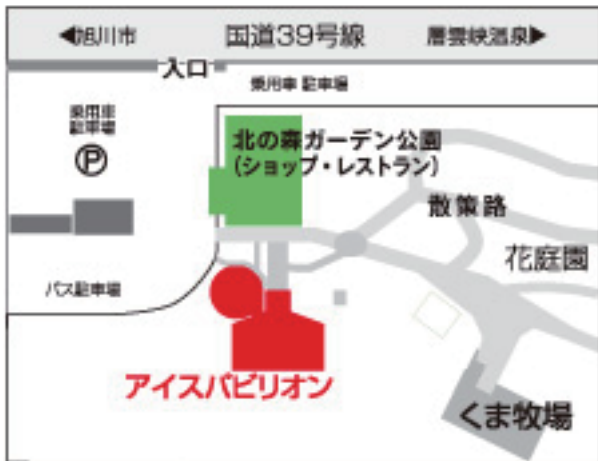 ◀旭川市 国道39号線 層雲峡温泉▶
入口
乗用車 駐車場
乗用車
駐車場
Ⓟ
北の森ガーデン公園
(ショップ・レストラン)
散策路
花庭園
バス駐車場
アイスパビリオン
くま牧場